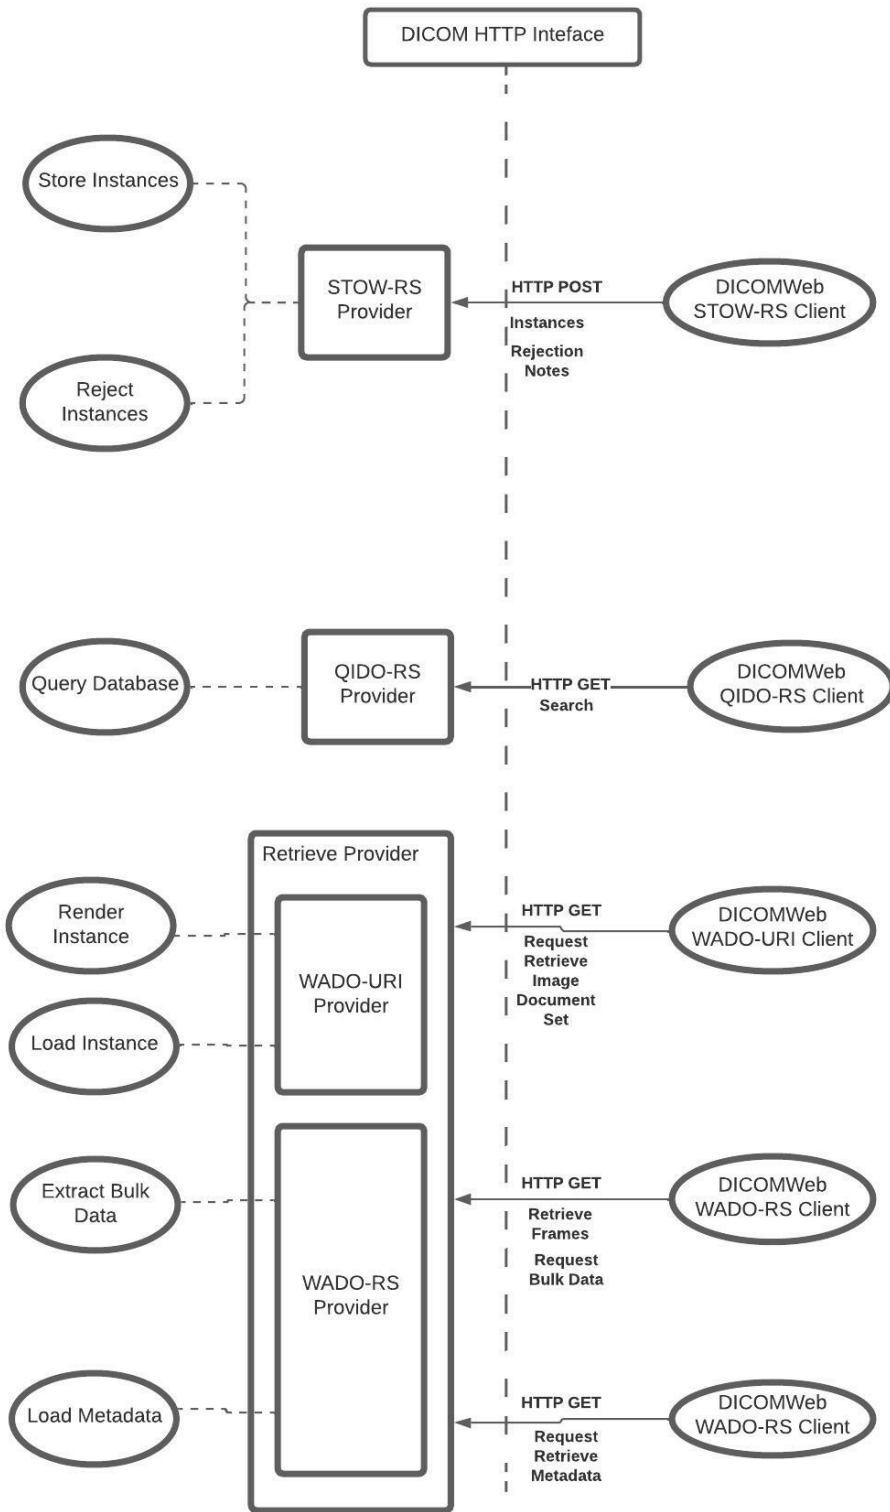 DICOM HTTP Inteface
Store Instances
STOW-RS
Provider
HTTP POST
Instances
Rejection
Notes
DICOMWeb
STOW-RS Client
Reject
Instances
Query Database
QIDO-RS
Provider
HTTP GET
Search
DICOMWeb
QIDO-RS Client
Retrieve Provider
Render
Instance
WADO-URI
Provider
Load Instance
HTTP GET
Request
Retrieve
Image
Document
Set
DICOMWeb
WADO-URI Client
Extract Bulk
Data
WADO-RS
Provider
HTTP GET
Retrieve
Frames
Request
Bulk Data
DICOMWeb
WADO-RS Client
Load Metadata
HTTP GET
Request
Retrieve
Metadata
DICOMWeb
WADO-RS Client